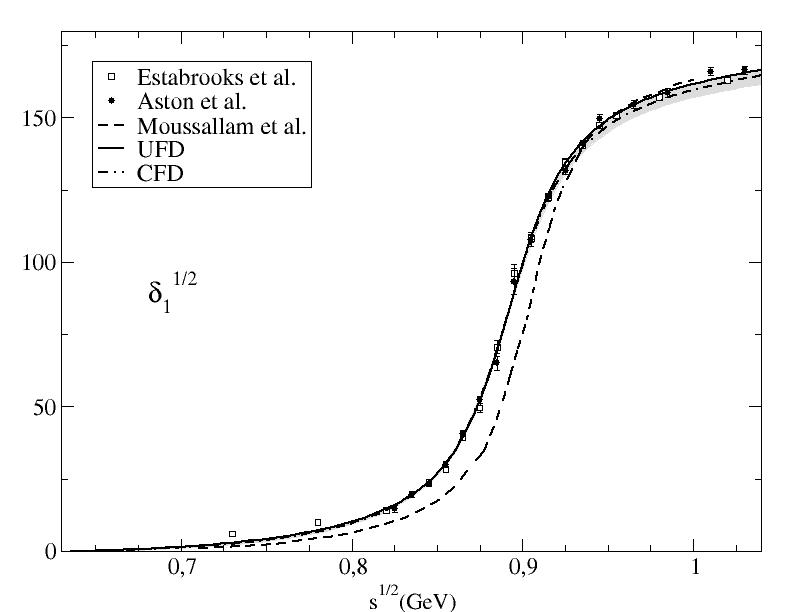 Estabrooks et al.
Aston et al.
Moussallam et al.
UFD
CFD
150
100
δ₁^1/2
50
0
0,7
0,8
0,9
1
s^1/2(GeV)